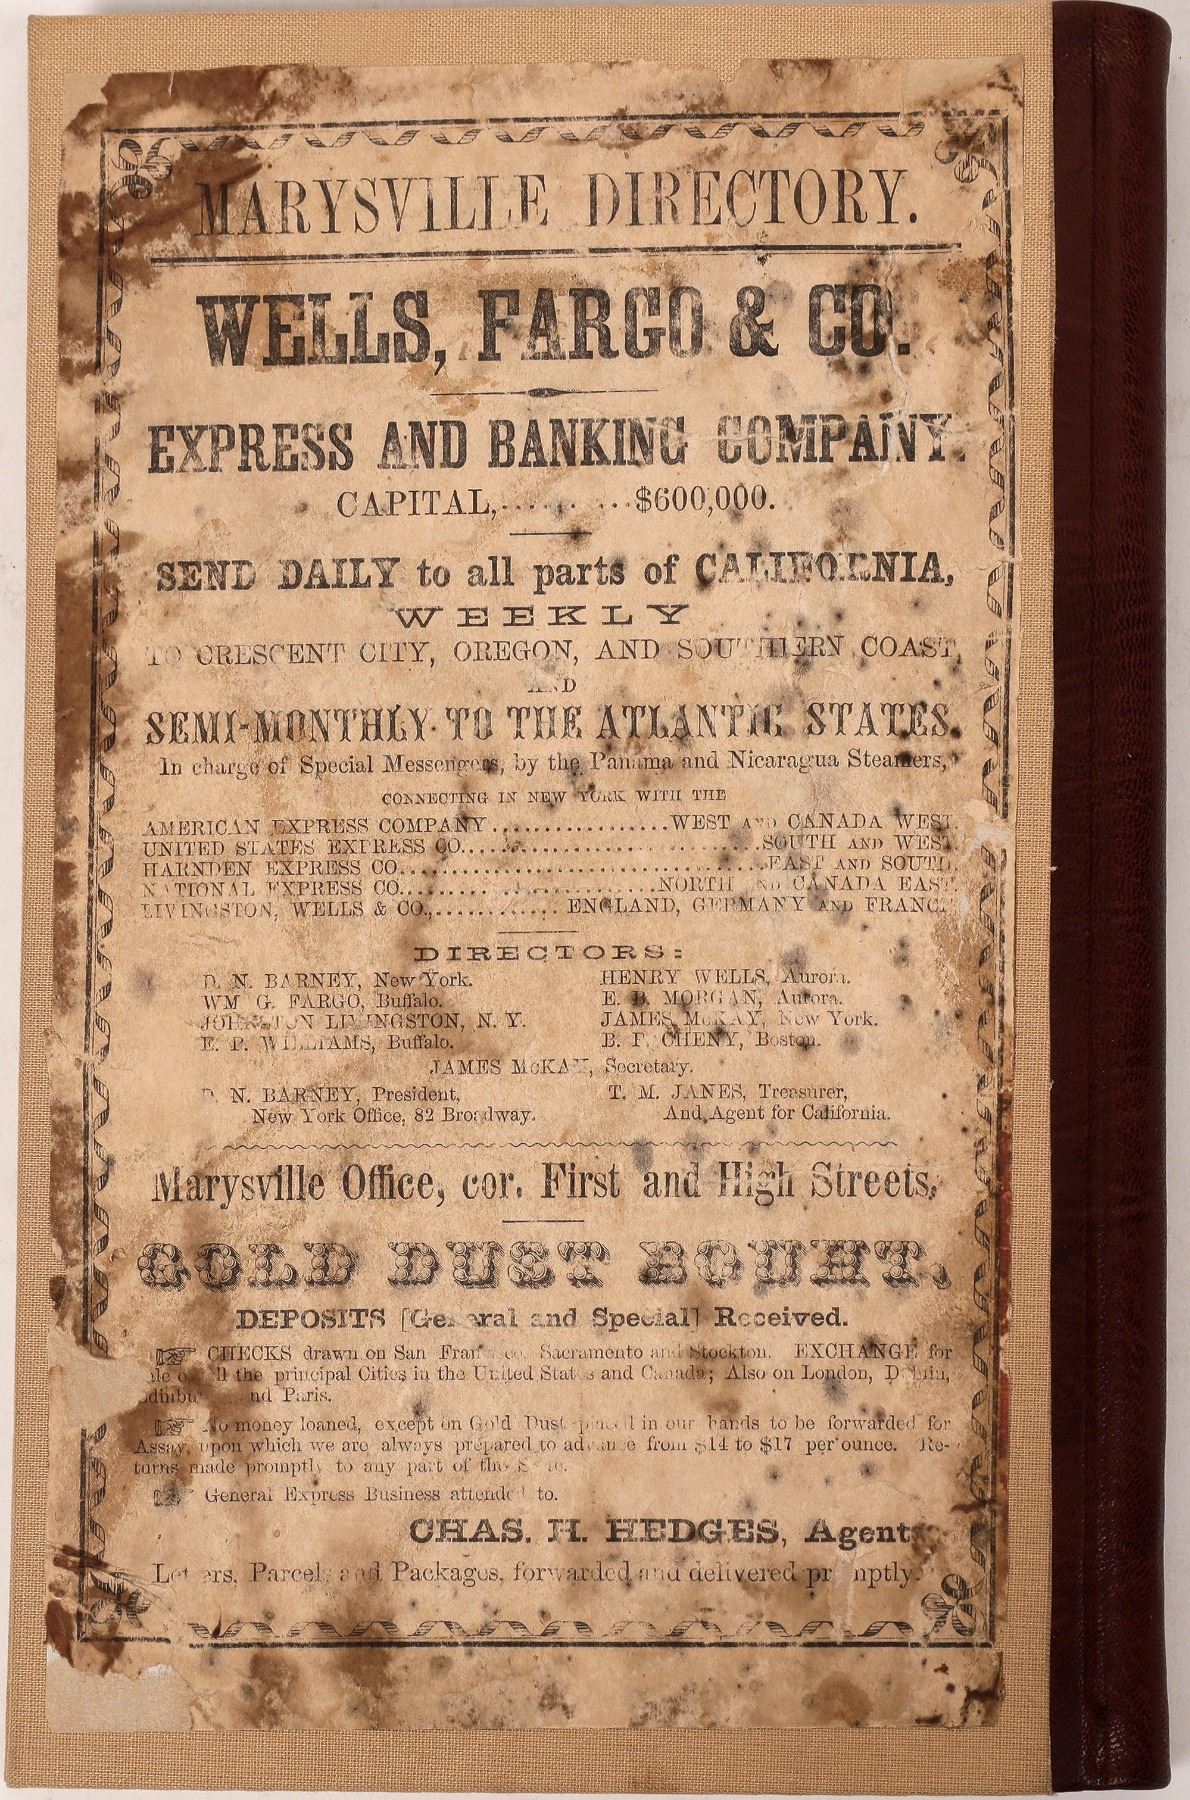 MARYSVILLE DIRECTORY.
WELLS, FARGO & CO.
EXPRESS AND BANKING COMPANY.
CAPITAL,..........$600,000.
SEND DAILY to all parts of CALIFORNIA,
WEEKLY
TO CRESCENT CITY, OREGON, AND SOUTHERN COAST,
AND
SEMI-MONTHLY TO THE ATLANTIC STATES.
In charge of Special Messengers, by the Panama and Nicaragua Steamers,
CONNECTING IN NEW YORK WITH THE
AMERICAN EXPRESS COMPANY.................WEST AND CANADA WEST.
UNITED STATES EXPRESS CO..............................SOUTH AND WEST.
HARNDEN EXPRESS CO.....................................EAST AND SOUTH.
NATIONAL EXPRESS CO.........................NORTH AND CANADA EAST.
LIVINGSTON, WELLS & CO.,............ENGLAND, GERMANY AND FRANCE.
DIRECTORS:
D. N. BARNEY, New York. HENRY WELLS, Aurora.
WM G. FARGO, Buffalo. E. B. MORGAN, Aurora.
JOHNSTON LIVINGSTON, N. Y. JAMES McKAY, New York.
E. P. WILLIAMS, Buffalo. B. F. CHENY, Boston.
JAMES McKAY, Secretary.
D. N. BARNEY, President, T. M. JANES, Treasurer,
New York Office, 82 Broadway. And Agent for California.
Marysville Office, cor. First and High Streets.
GOLD DUST BOUHT.
DEPOSITS [General and Special] Received.
☞ CHECKS drawn on San Francisco, Sacramento and Stockton. EXCHANGE for
all the principal Cities in the United States and Canada; Also on London, Dublin,
and Paris.
☞ No money loaned, except on Gold Dust placed in our hands to be forwarded for
Assay, upon which we are always prepared to advance from $14 to $17 per ounce. Re-
turns made promptly to any part of the State.
☞ General Express Business attended to.
CHAS. H. HEDGES, Agent
Letters, Parcels and Packages, forwarded and delivered promptly.